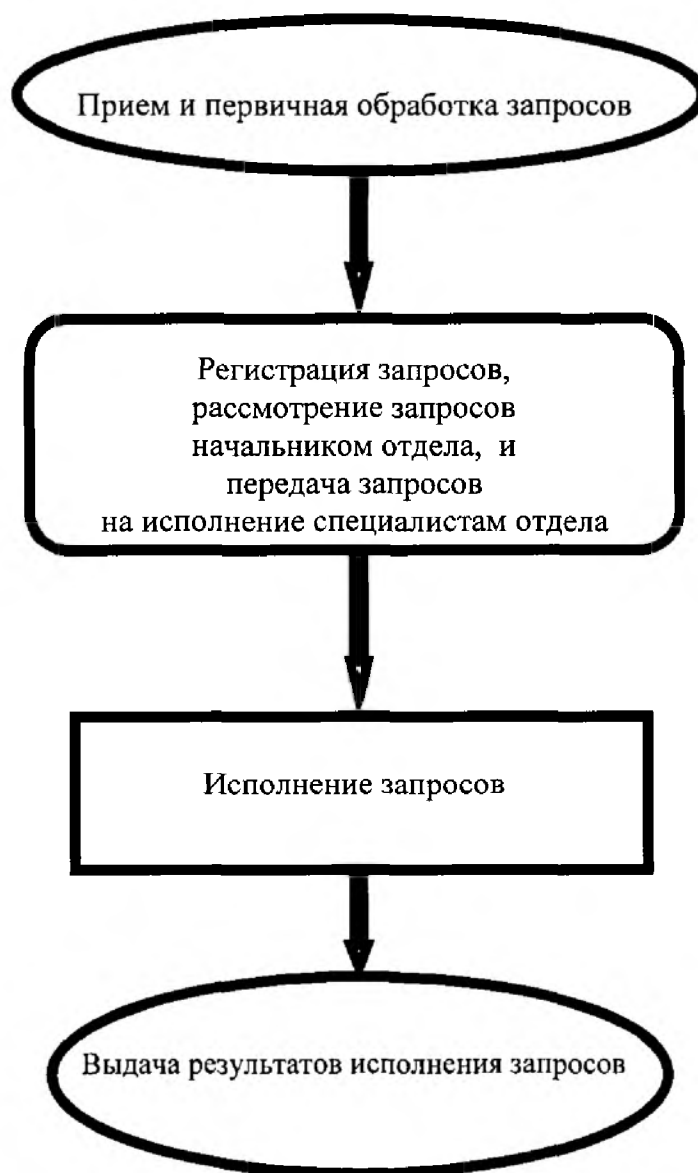 Прием и первичная обработка запросов
Регистрация запросов,
рассмотрение запросов
начальником отдела, и
передача запросов
на исполнение специалистам отдела
Исполнение запросов
Выдача результатов исполнения запросов